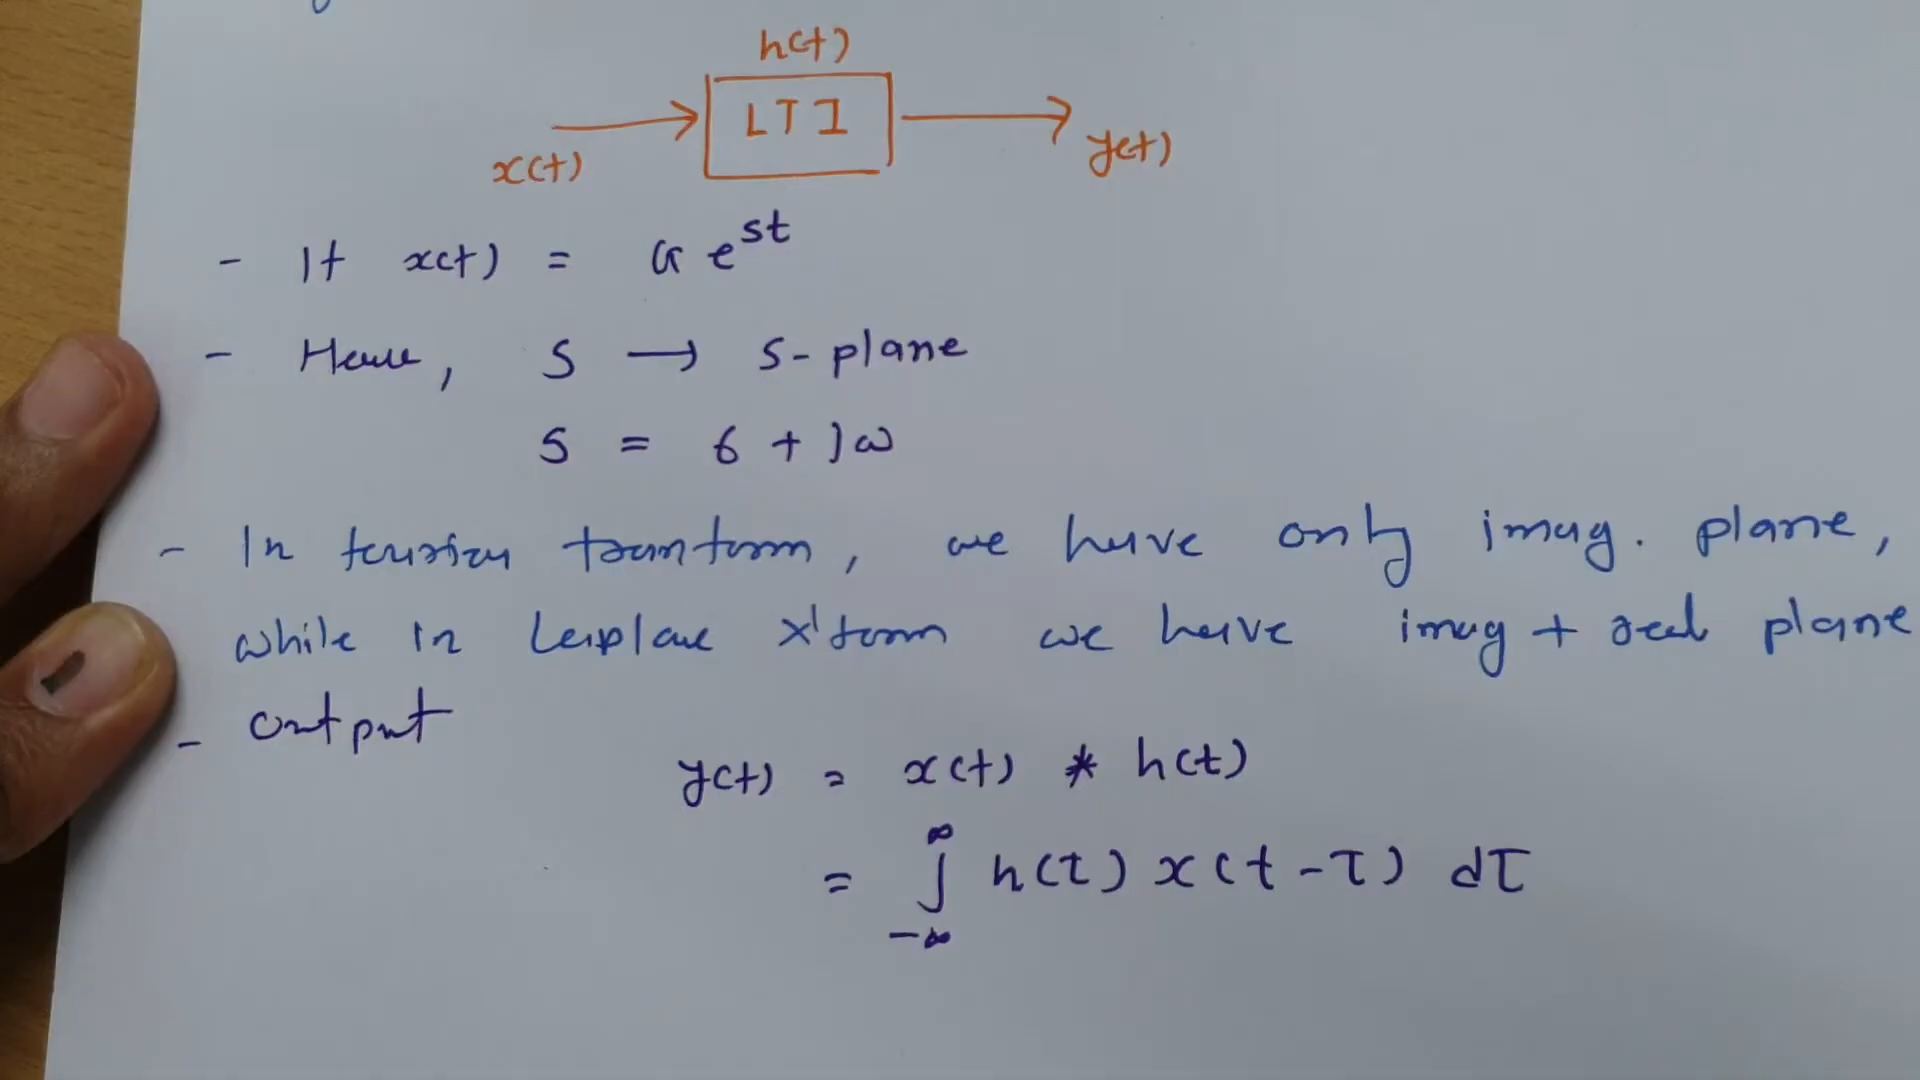 h(t)
x(t) LTI y(t)
- If x(t) = G e^st
- Here, S → S-plane
S = σ + jω
- In fourier transform, we have only imag. plane,
while in Laplace x'form we have imag + real plane
- output
y(t) = x(t) * h(t)
= ∫_{-∞}^{∞} h(τ) x(t-τ) dτ